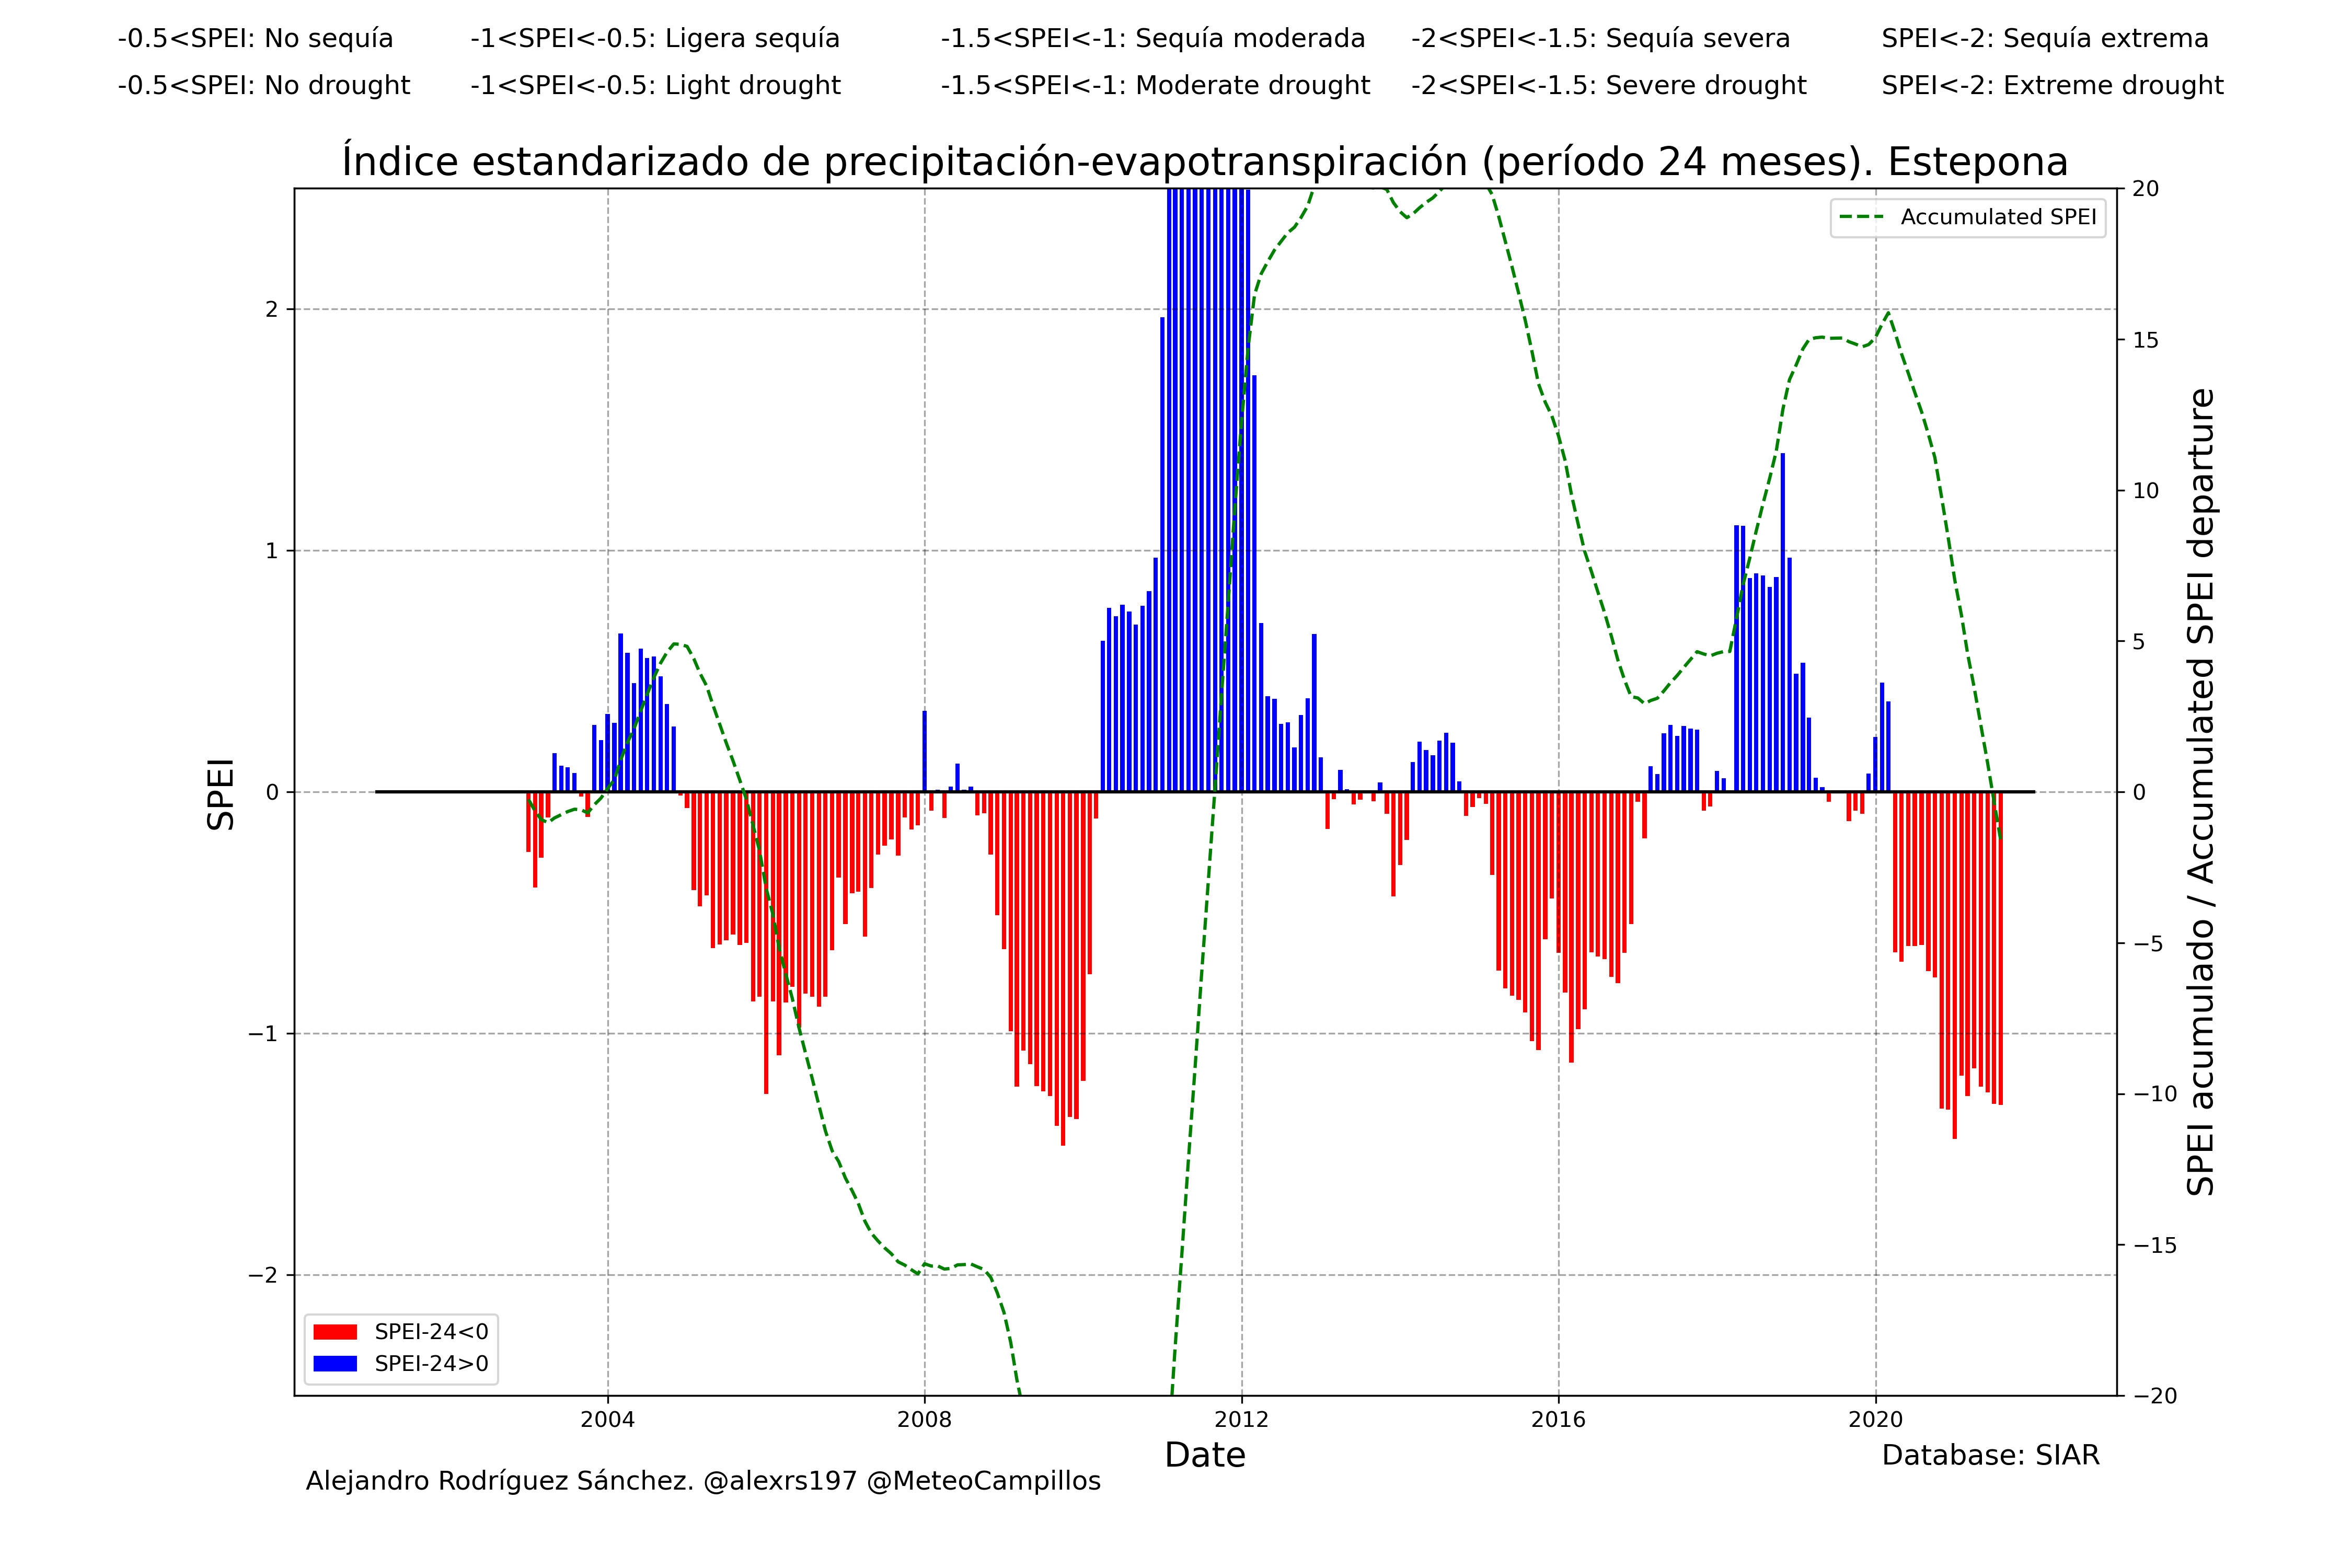 -0.5<SPEI: No sequía
-1<SPEI<-0.5: Ligera sequía
-1.5<SPEI<-1: Sequía moderada
-2<SPEI<-1.5: Sequía severa
SPEI<-2: Sequía extrema
-0.5<SPEI: No drought
-1<SPEI<-0.5: Light drought
-1.5<SPEI<-1: Moderate drought
-2<SPEI<-1.5: Severe drought
SPEI<-2: Extreme drought
Índice estandarizado de precipitación-evapotranspiración (período 24 meses). Estepona
Accumulated SPEI
SPEI
2
1
0
−1
−2
20
15
10
5
0
−5
−10
−15
−20
SPEI acumulado / Accumulated SPEI departure
SPEI-24<0
SPEI-24>0
2004
2008
2012
2016
2020
Date
Database: SIAR
Alejandro Rodríguez Sánchez. @alexrs197 @MeteoCampillos